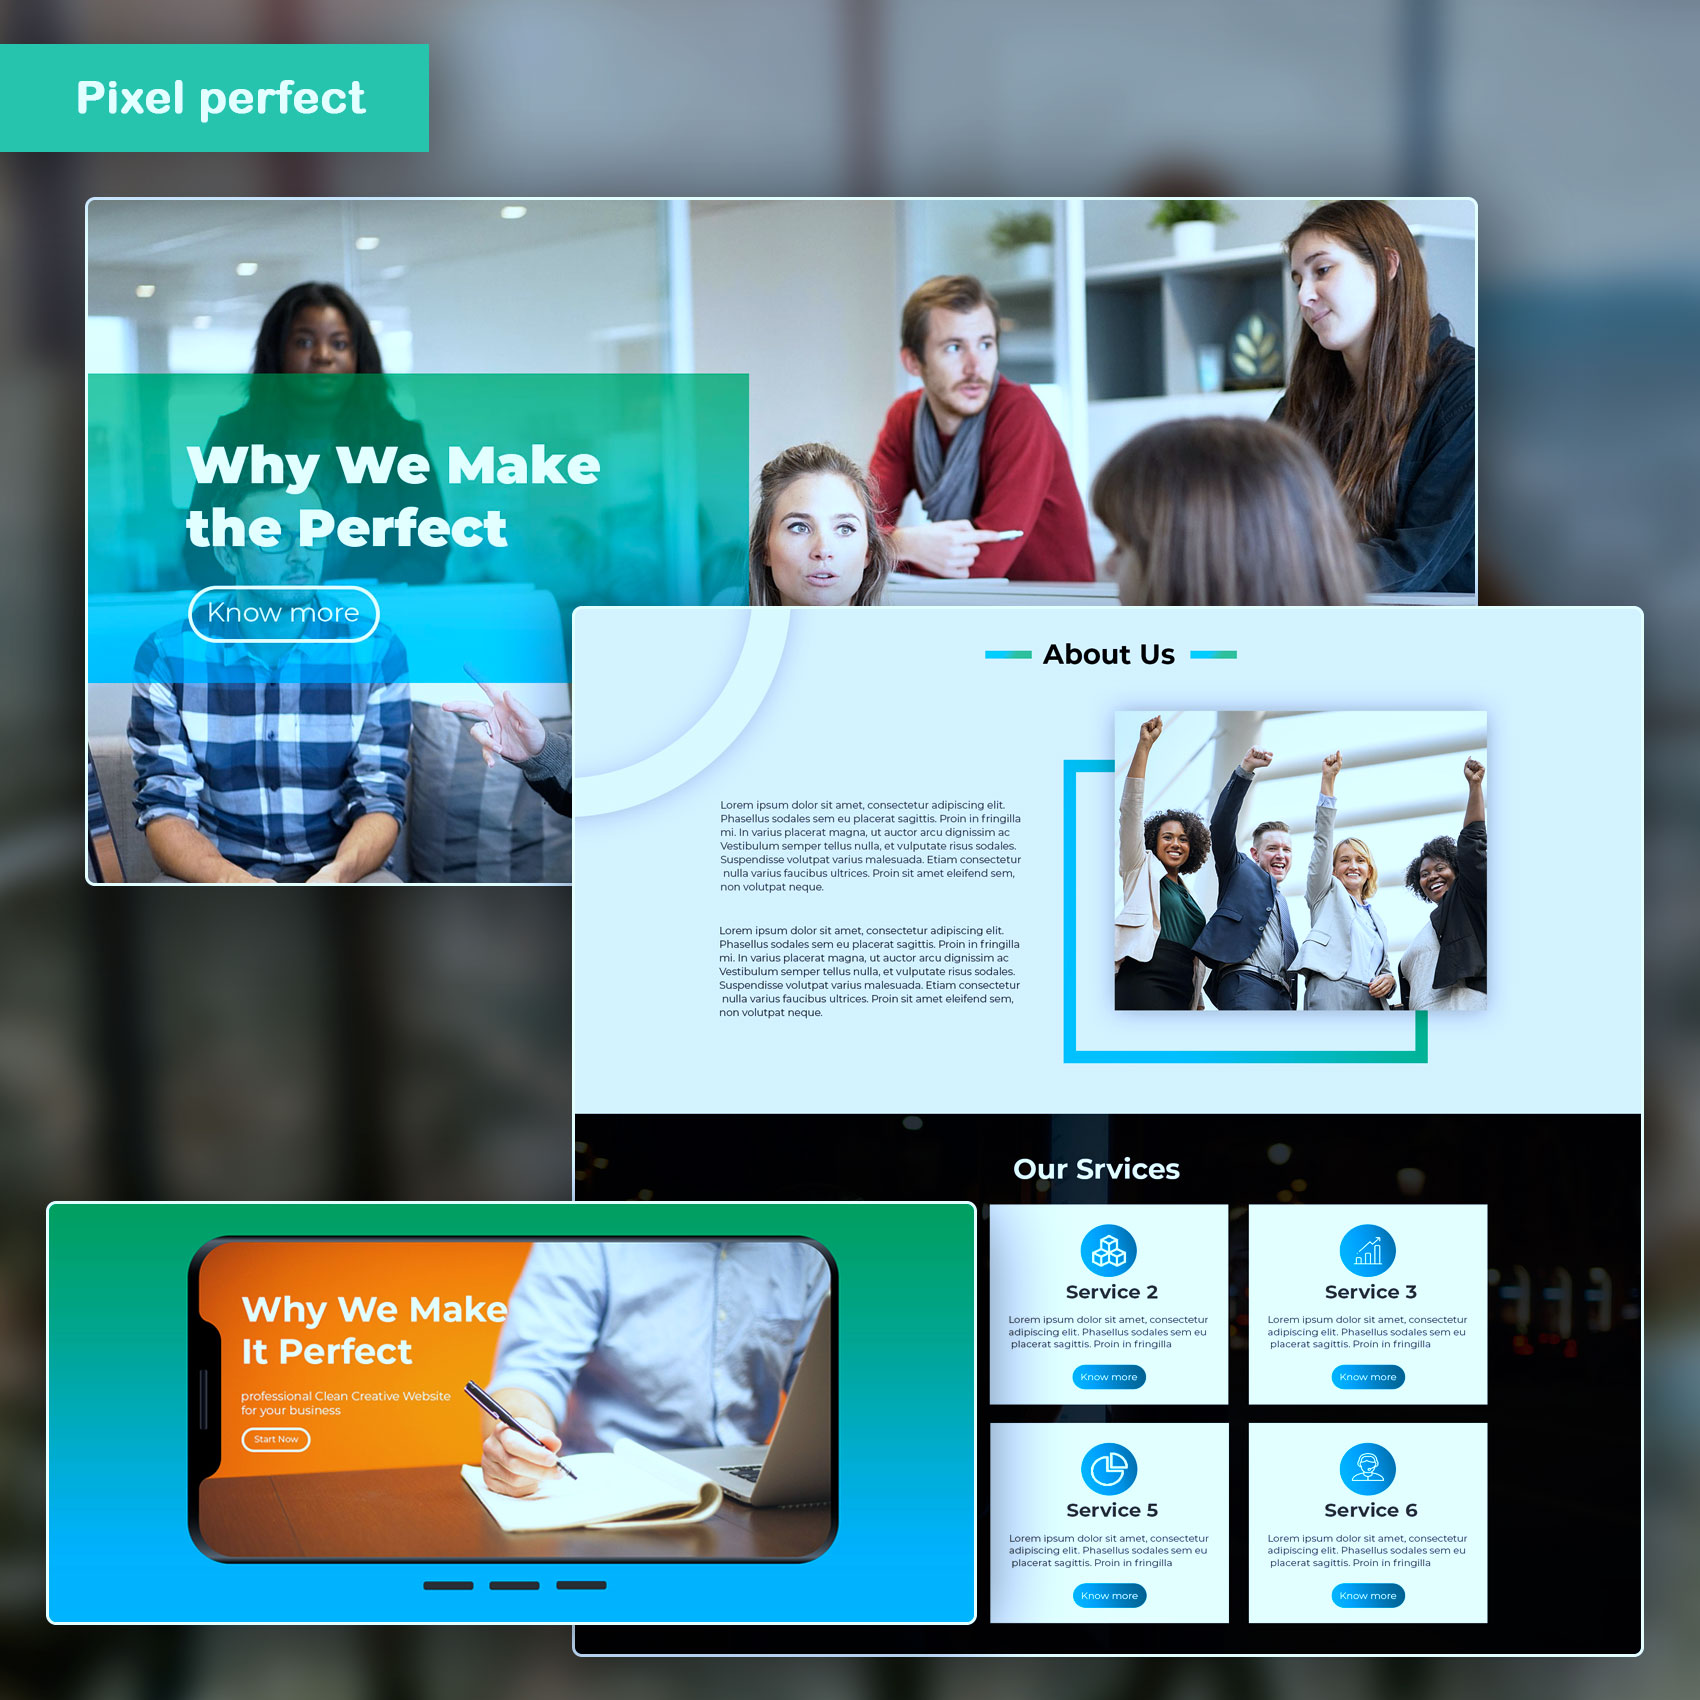 Pixel perfect
Why We Make
the Perfect
Know more
About Us
Lorem ipsum dolor sit amet, consectetur adipiscing elit.
Phasellus sodales sem eu placerat sagittis. Proin in fringilla
mi. In varius placerat magna, ut auctor arcu dignissim ac
Vestibulum semper tellus nulla, et vulputate risus sodales.
Suspendisse volutpat varius malesuada. Etiam consectetur
nulla varius faucibus ultrices. Proin sit amet eleifend sem,
non volutpat neque.
Lorem ipsum dolor sit amet, consectetur adipiscing elit.
Phasellus sodales sem eu placerat sagittis. Proin in fringilla
mi. In varius placerat magna, ut auctor arcu dignissim ac
Vestibulum semper tellus nulla, et vulputate risus sodales.
Suspendisse volutpat varius malesuada. Etiam consectetur
nulla varius faucibus ultrices. Proin sit amet eleifend sem,
non volutpat neque.
Our Srvices
Service 2
Lorem ipsum dolor sit amet, consectetur
adipiscing elit. Phasellus sodales sem eu
placerat sagittis. Proin in fringilla
Know more
Service 3
Lorem ipsum dolor sit amet, consectetur
adipiscing elit. Phasellus sodales sem eu
placerat sagittis. Proin in fringilla
Know more
Service 5
Lorem ipsum dolor sit amet, consectetur
adipiscing elit. Phasellus sodales sem eu
placerat sagittis. Proin in fringilla
Know more
Service 6
Lorem ipsum dolor sit amet, consectetur
adipiscing elit. Phasellus sodales sem eu
placerat sagittis. Proin in fringilla
Know more
Why We Make
It Perfect
professional Clean Creative Website
for your business
Start Now